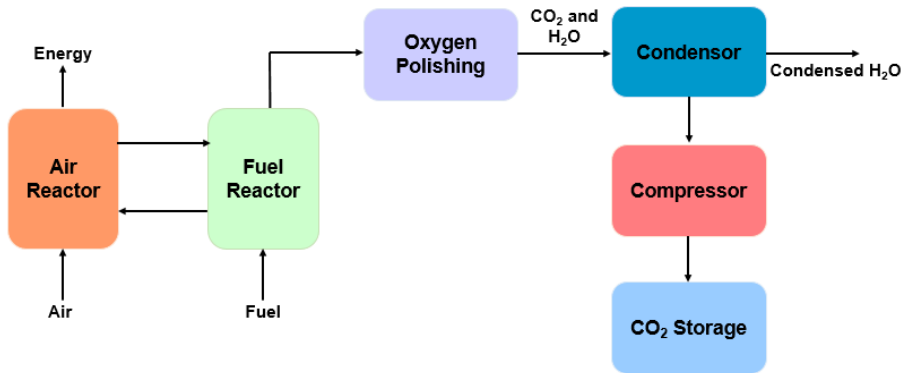 Energy
Air
Reactor
Air
Fuel
Reactor
Fuel
Oxygen
Polishing
CO₂ and
H₂O
Condensor
Condensed H₂O
Compressor
CO₂ Storage